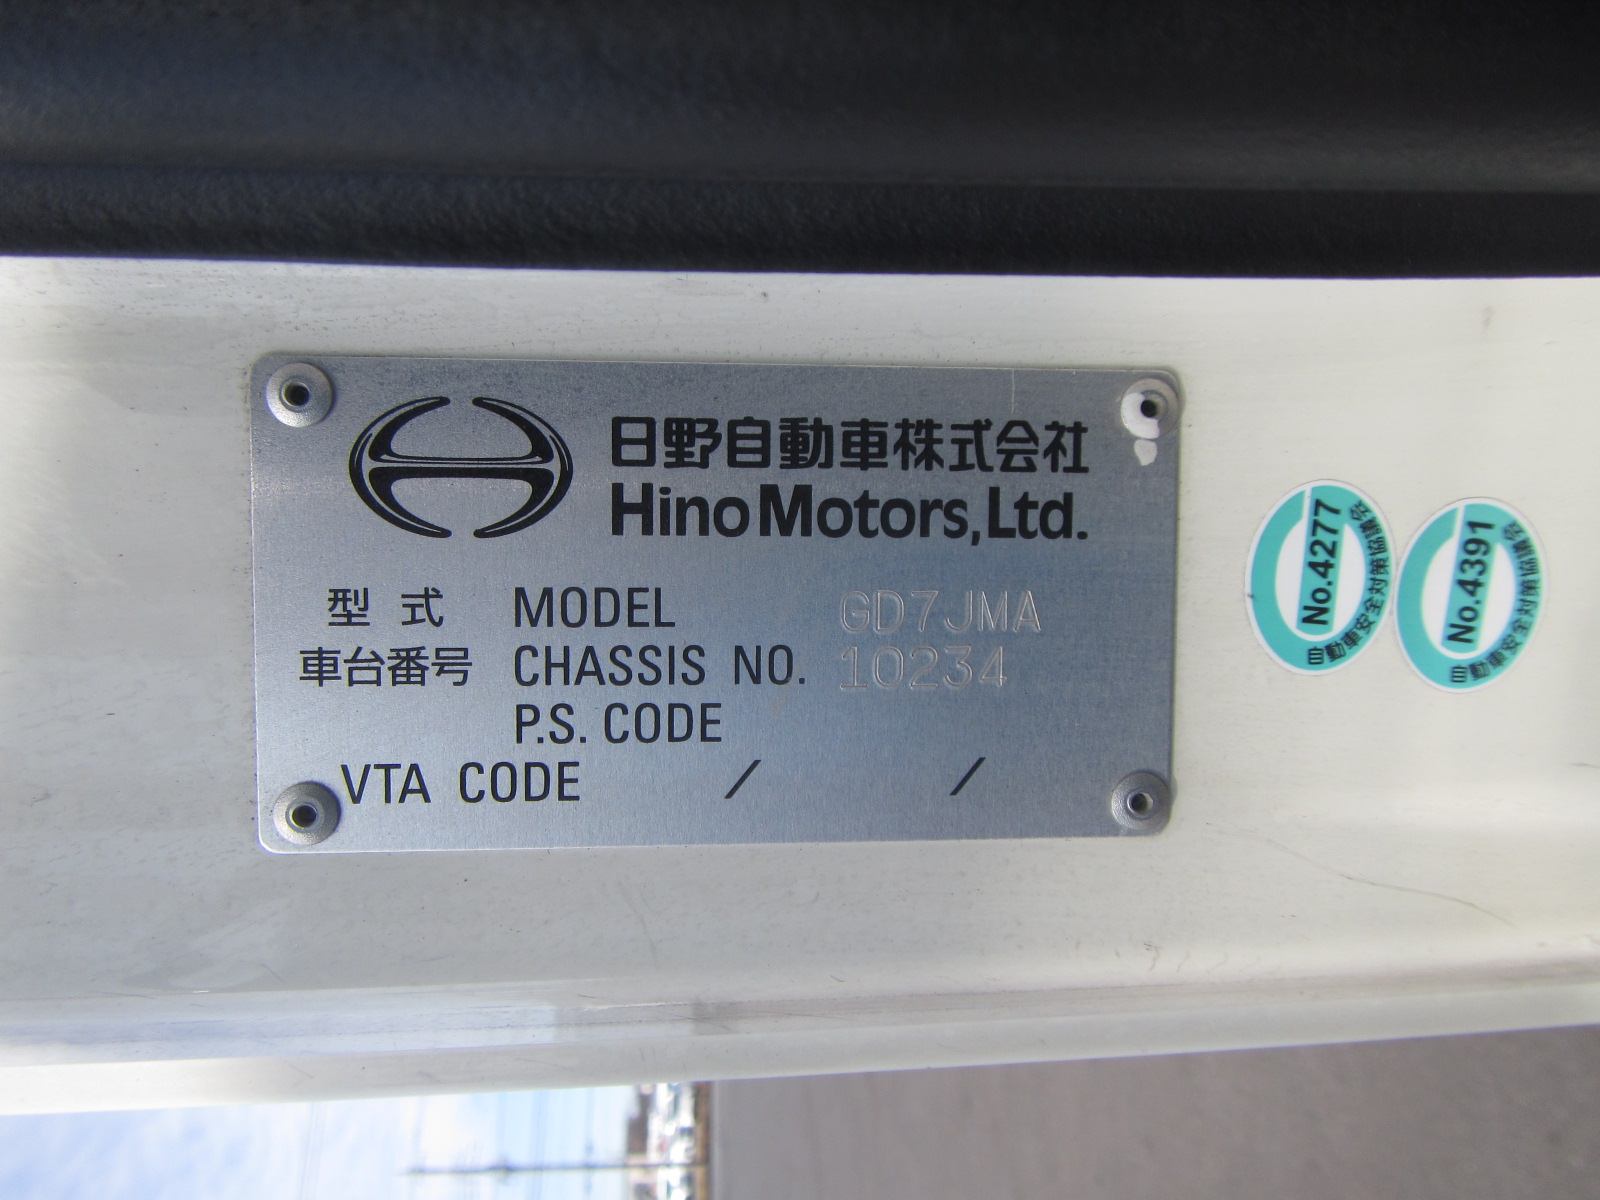 日野自動車株式会社
Hino Motors, Ltd.
型式 MODEL GD7JMA
車台番号 CHASSIS NO. 10234
P.S. CODE
VTA CODE / /
No.4277
自動車安全対策協議会
No.4391
自動車安全対策協議会